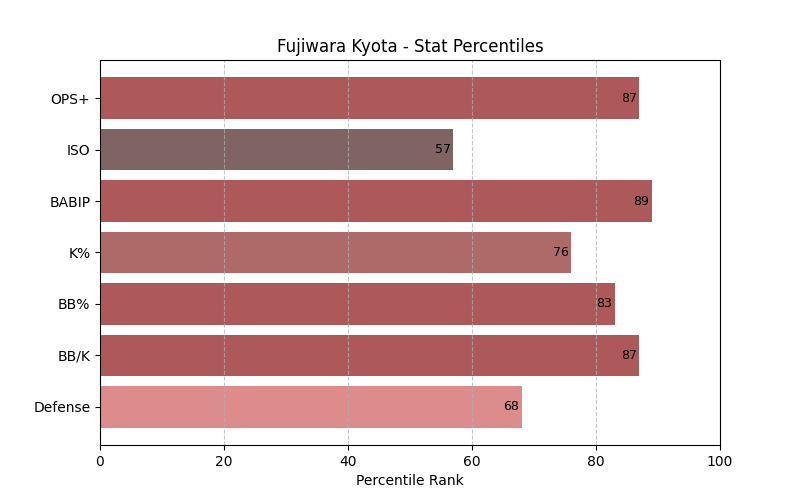 Fujiwara Kyota - Stat Percentiles
OPS+ 87
ISO 57
BABIP 89
K% 76
BB% 83
BB/K 87
Defense 68
0 20 40 60 80 100
Percentile Rank